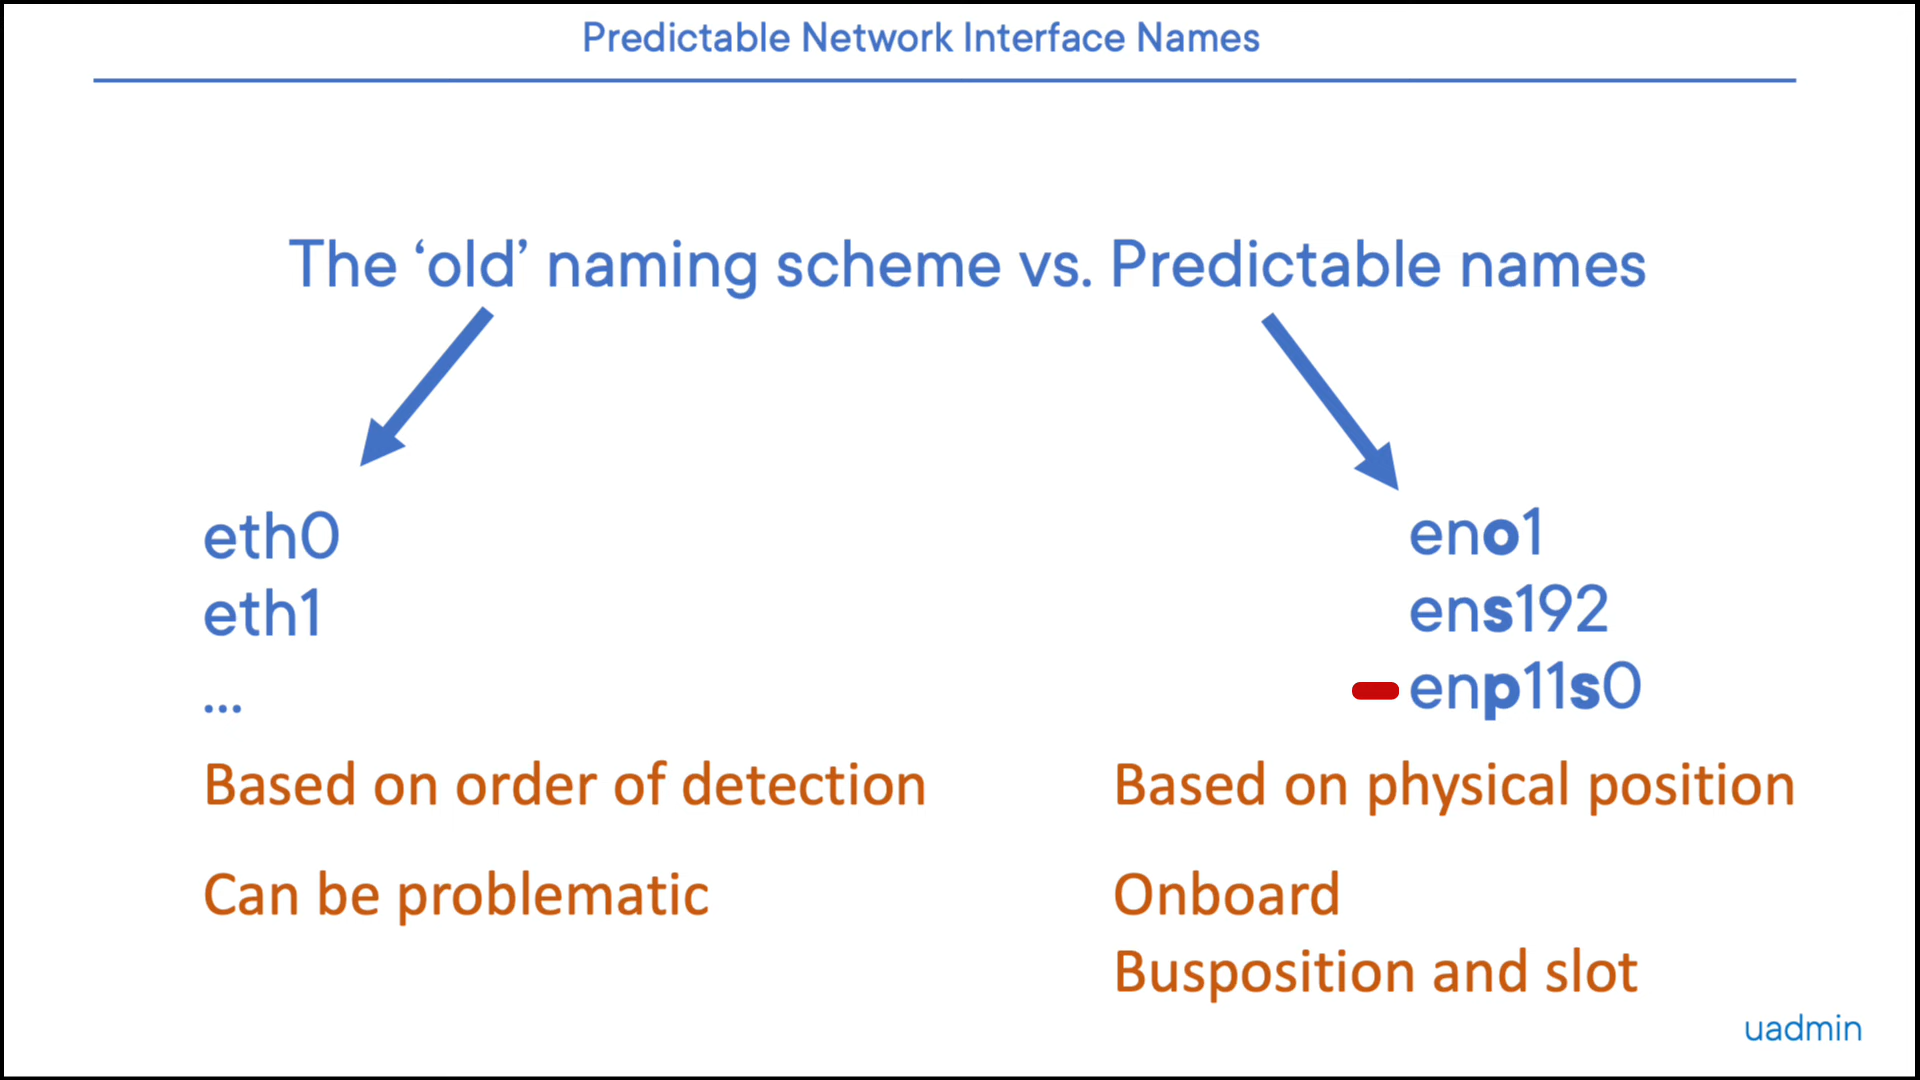 Predictable Network Interface Names
The ‘old’ naming scheme vs. Predictable names
eth0
eth1
...
Based on order of detection
Can be problematic
eno1
ens192
enp11s0
Based on physical position
Onboard
Busposition and slot
uadmin